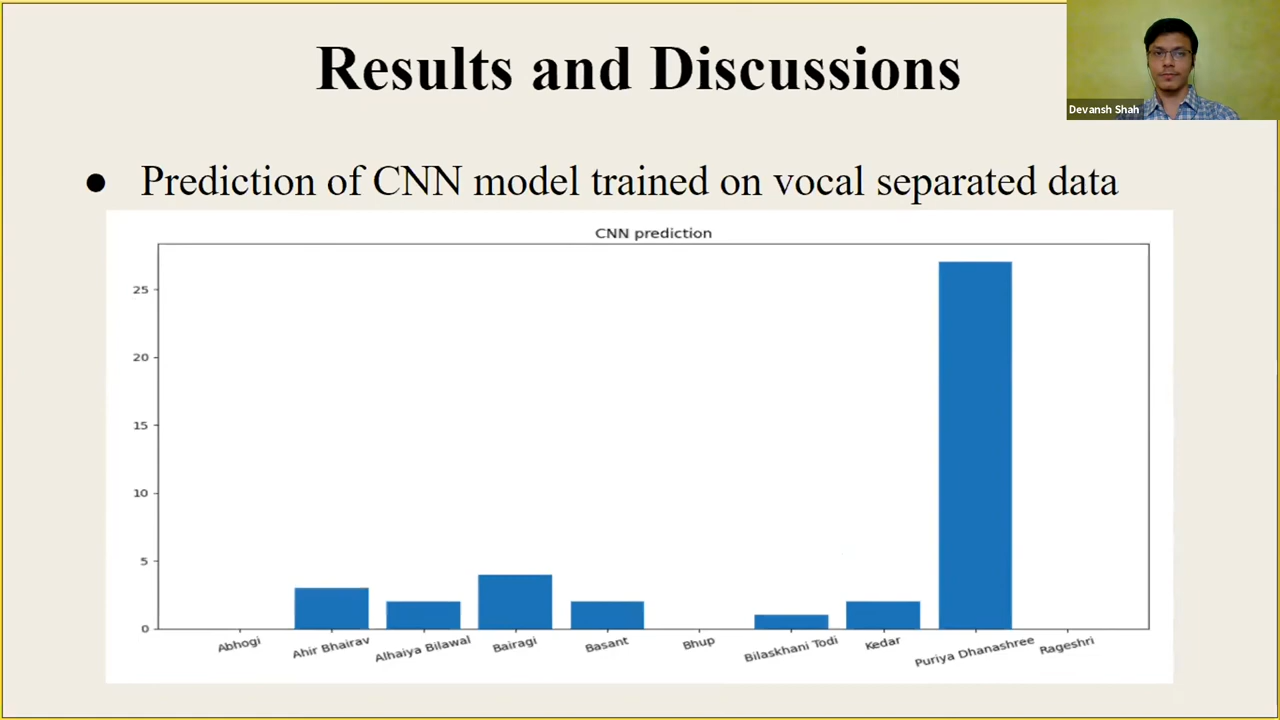 Results and Discussions
Devansh Shah
● Prediction of CNN model trained on vocal separated data
CNN prediction
25
20
15
10
5
0
Abhogi
Ahir Bhairav
Alhaiya Bilawal
Bairagi
Basant
Bhup
Bilaskhani Todi
Kedar
Puriya Dhanashree
Rageshri